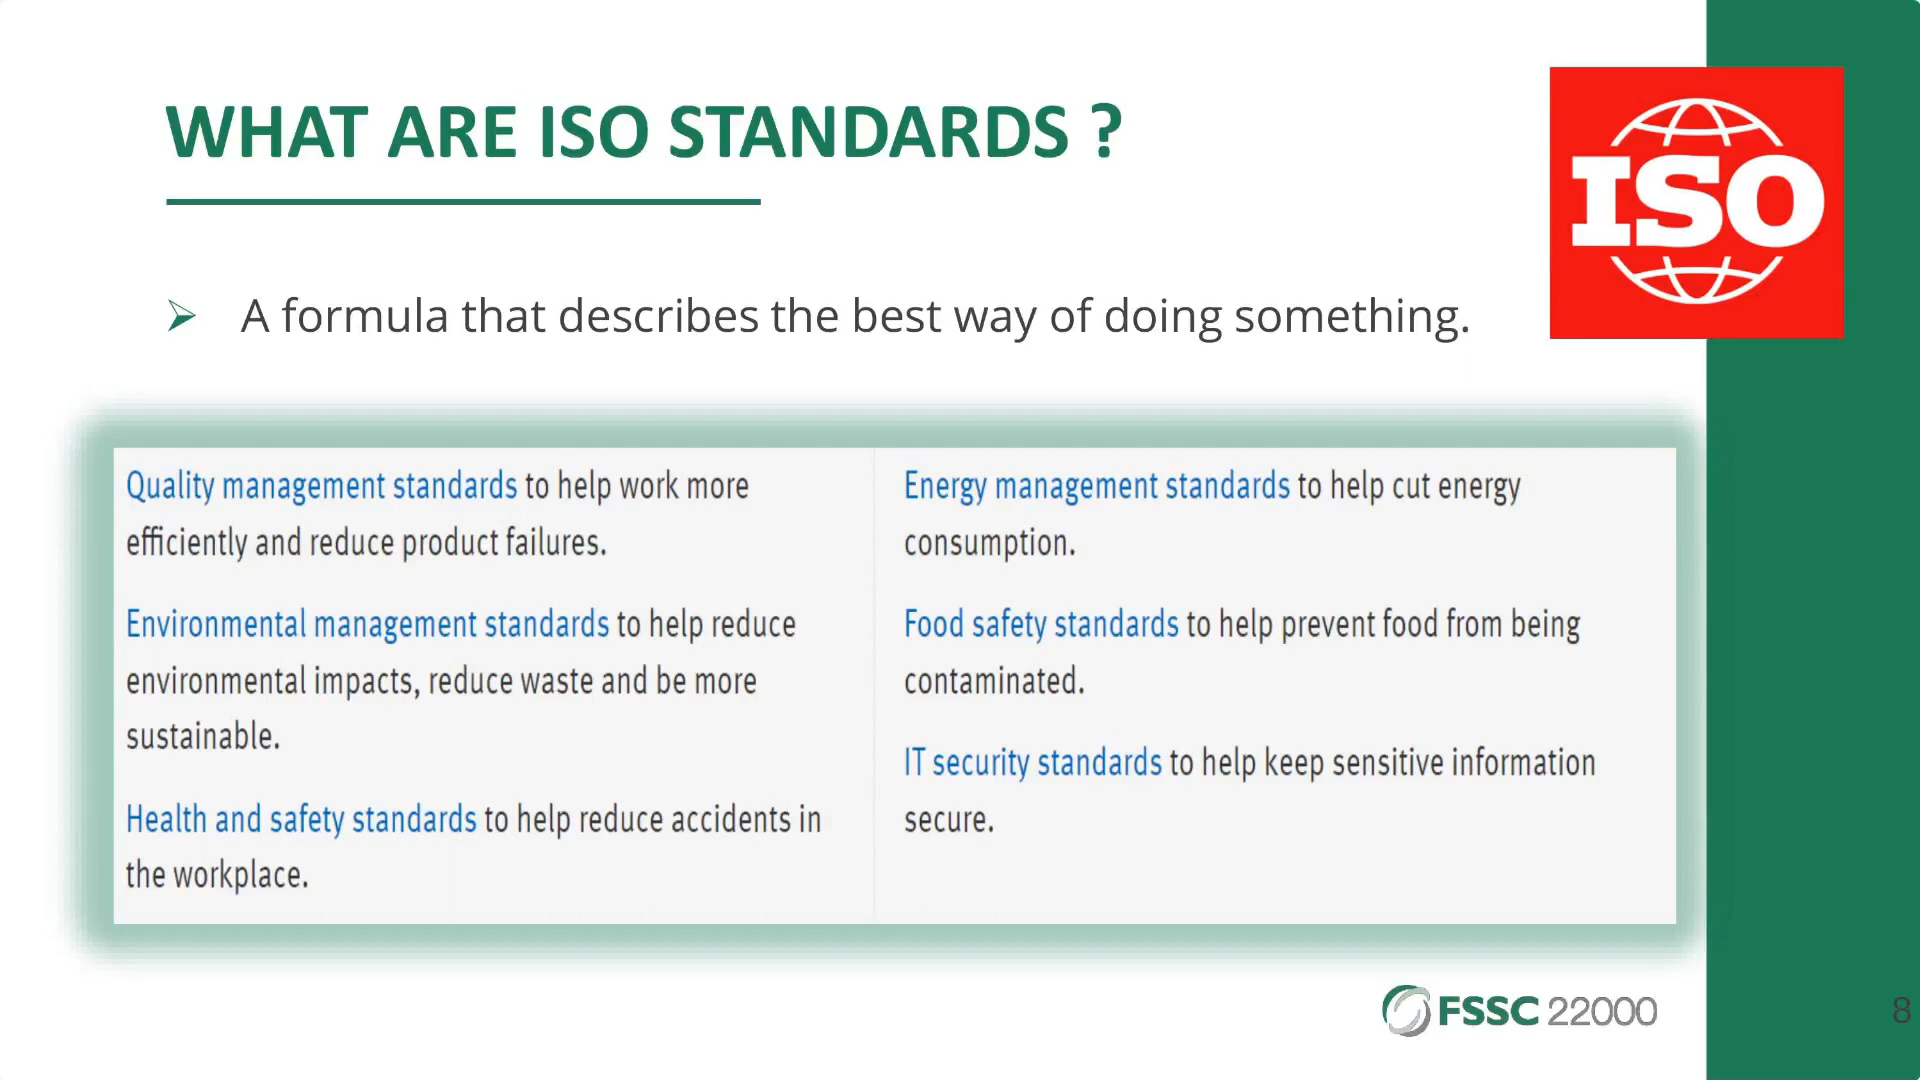 WHAT ARE ISO STANDARDS ?
ISO
A formula that describes the best way of doing something.
Quality management standards to help work more
efficiently and reduce product failures.
Environmental management standards to help reduce
environmental impacts, reduce waste and be more
sustainable.
Health and safety standards to help reduce accidents in
the workplace.
Energy management standards to help cut energy
consumption.
Food safety standards to help prevent food from being
contaminated.
IT security standards to help keep sensitive information
secure.
FSSC 22000
8